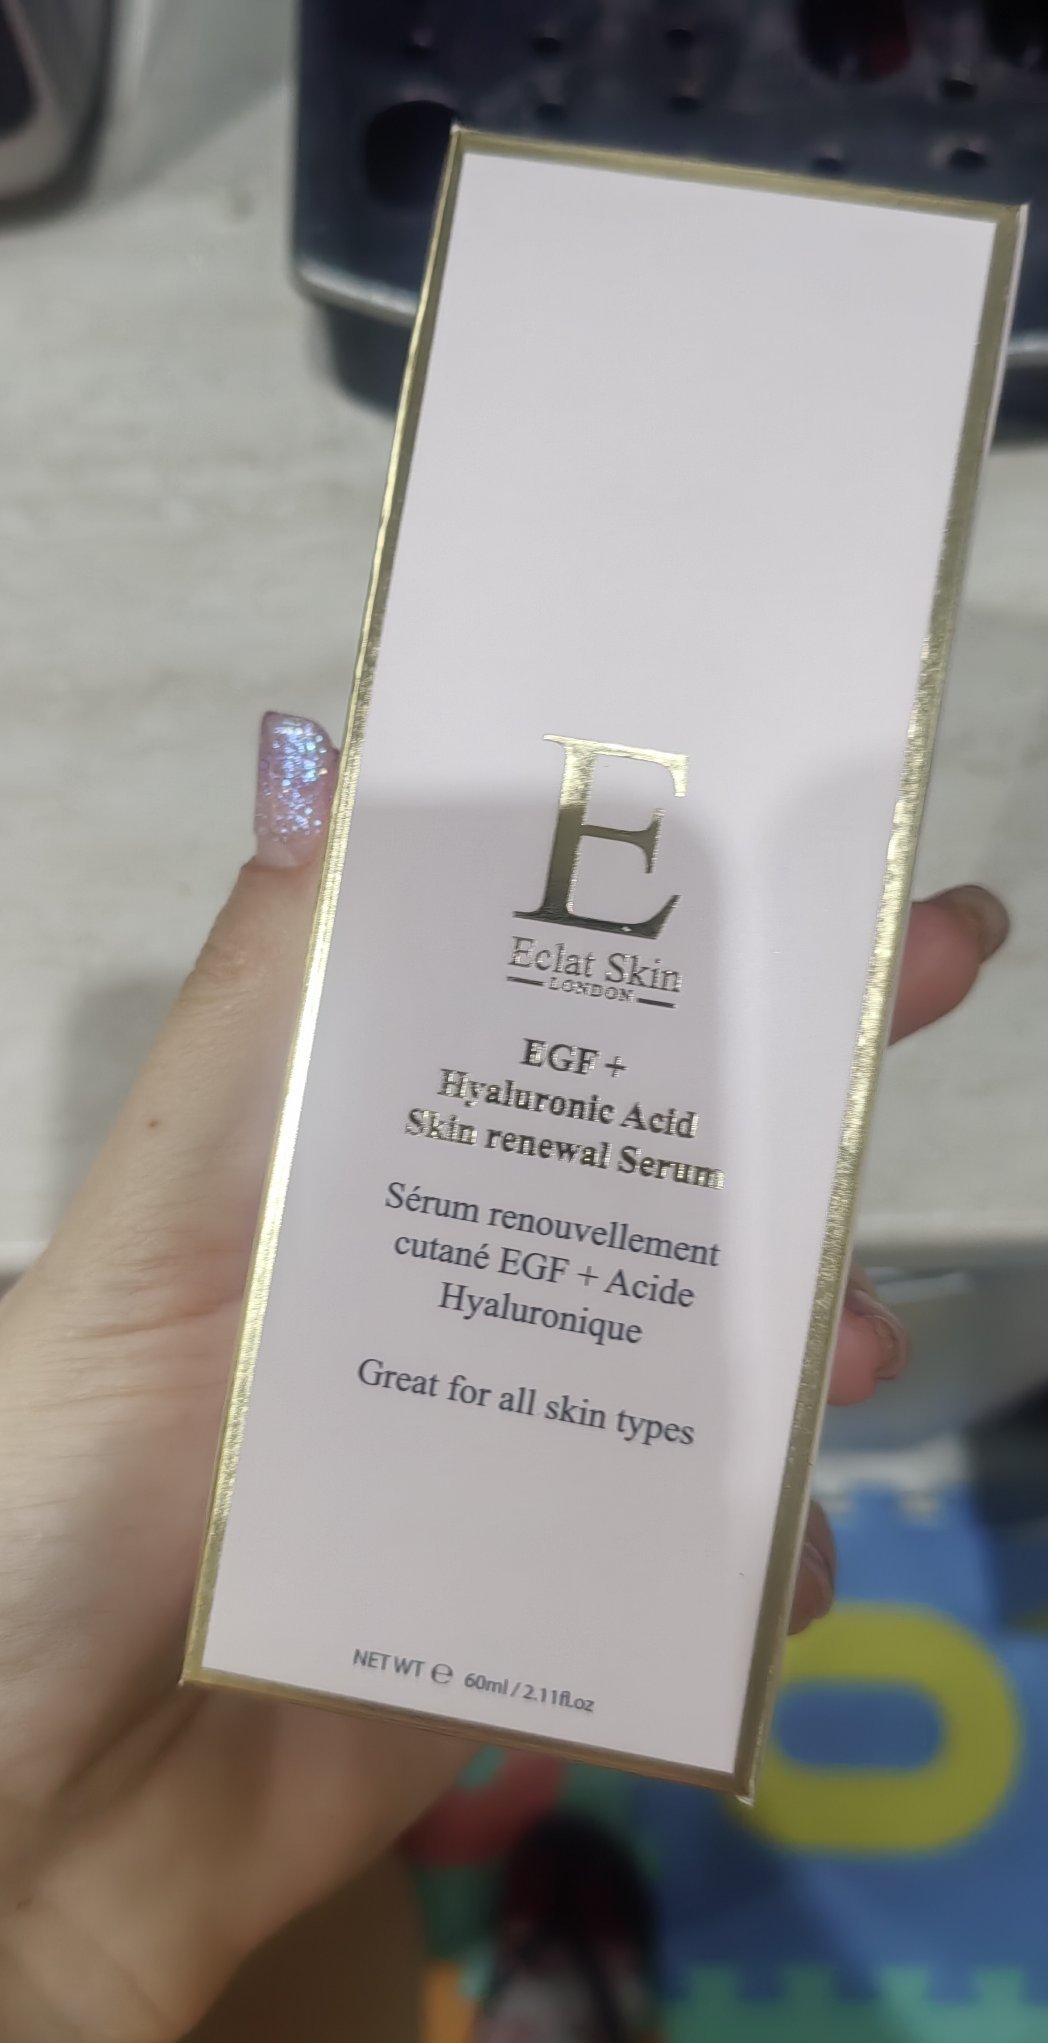 E
Eclat Skin
LONDON
EGF +
Hyaluronic Acid
Skin renewal Serum
Sérum renouvellement
cutané EGF + Acide
Hyaluronique
Great for all skin types
NET WT ℮ 60ml / 2.11fl.oz